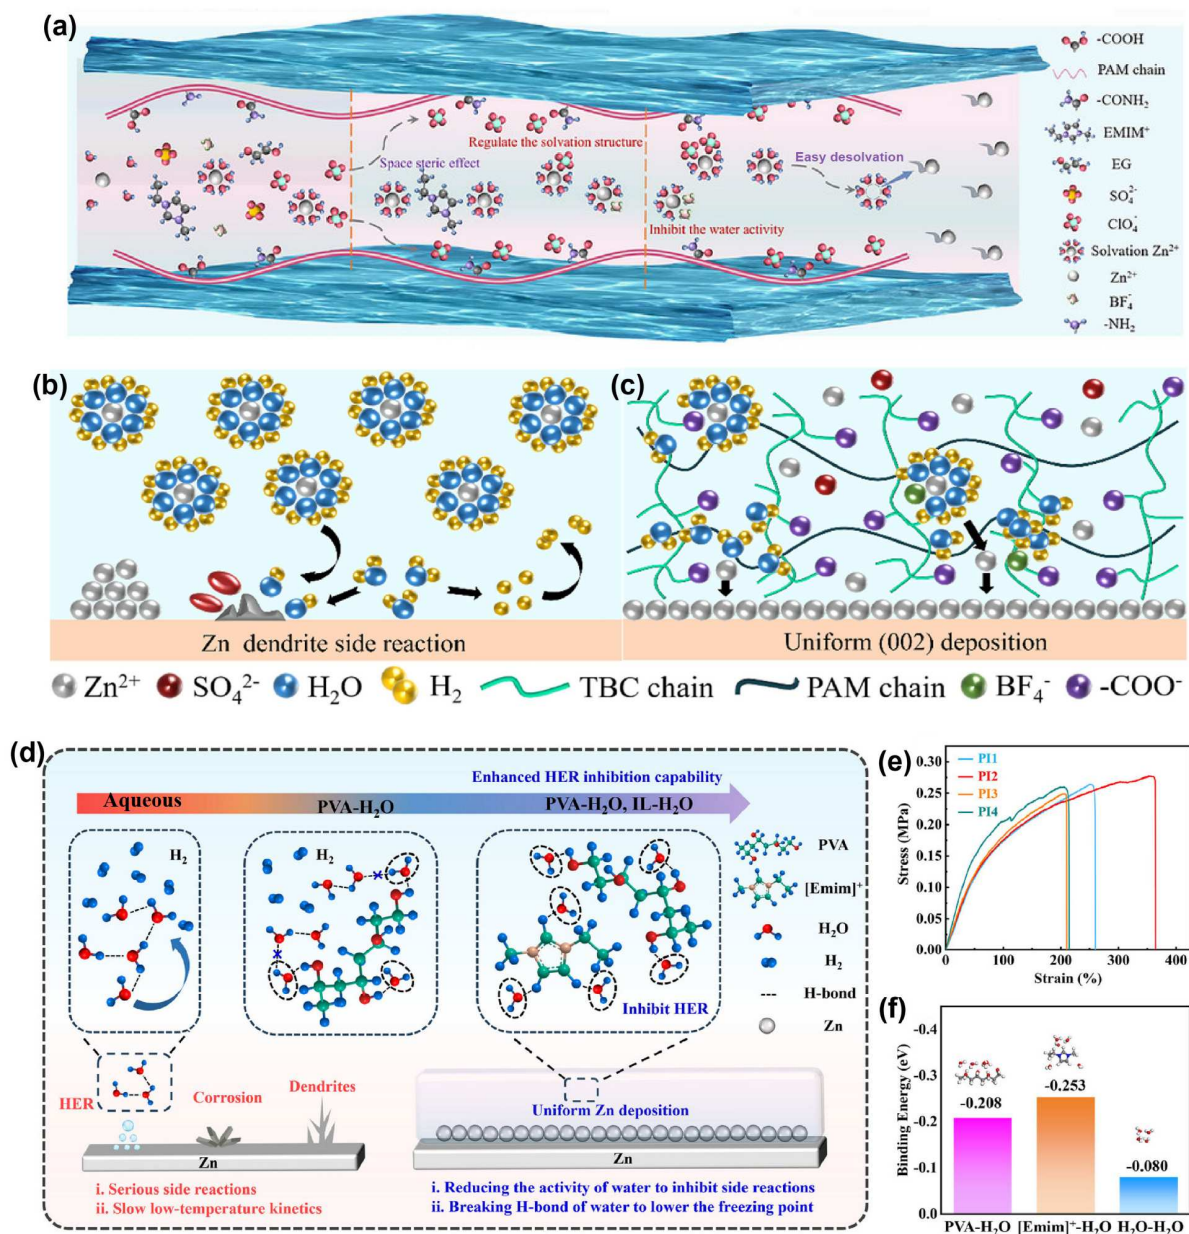 (a)
Regulate the solvation structure
Space steric effect
Easy desolvation
Inhibit the water activity
-COOH
PAM chain
-CONH₂
EMIM⁺
EG
SO₄²⁻
ClO₄⁻
Solvation Zn²⁺
Zn²⁺
BF₄⁻
-NH₂
(b)
Zn dendrite side reaction
(c)
Uniform (002) deposition
Zn²⁺ SO₄²⁻ H₂O H₂ TBC chain PAM chain BF₄⁻ -COO⁻
(d)
Enhanced HER inhibition capability
Aqueous
PVA-H₂O
PVA-H₂O, IL-H₂O
H₂
H₂
Inhibit HER
PVA
[Emim]⁺
H₂O
H₂
H-bond
Zn
HER
Corrosion
Dendrites
Zn
i. Serious side reactions
ii. Slow low-temperature kinetics
Uniform Zn deposition
Zn
i. Reducing the activity of water to inhibit side reactions
ii. Breaking H-bond of water to lower the freezing point
(e)
Stress (MPa)
0.30
0.25
0.20
0.15
0.10
0.05
0.00
PI1
PI2
PI3
PI4
0 100 200 300 400
Strain (%)
(f)
Binding Energy (eV)
-0.4
-0.3
-0.2
-0.1
0.0
-0.208
-0.253
-0.080
PVA-H₂O [Emim]⁺-H₂O H₂O-H₂O